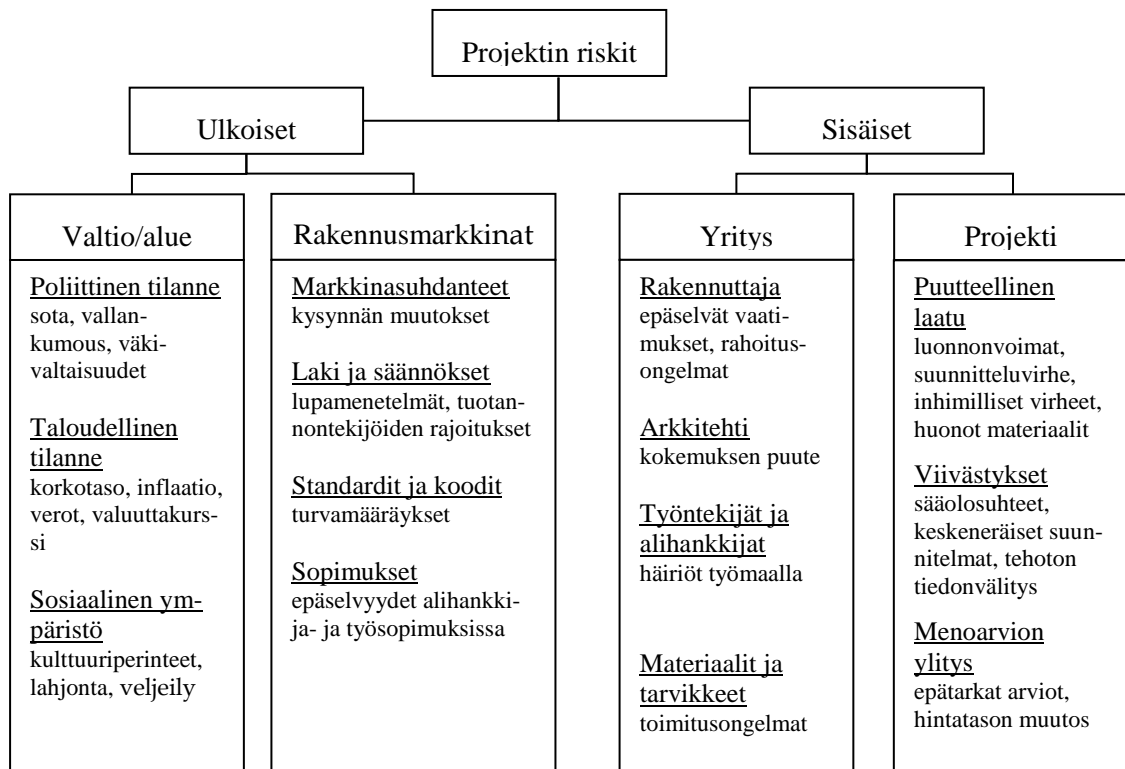 Projektin riskit
Ulkoiset
Sisäiset
Valtio/alue
Poliittinen tilanne
sota, vallan-
kumous, väki-
valtaisuudet
Taloudellinen
tilanne
korkotaso, inflaatio,
verot, valuuttakurs-
si
Sosiaalinen ym-
päristö
kulttuuriperinteet,
lahjonta, veljeily
Rakennusmarkkinat
Markkinasuhdanteet
kysynnän muutokset
Laki ja säännökset
lupamenetelmät, tuotan-
nontekijöiden rajoitukset
Standardit ja koodit
turvamääräykset
Sopimukset
epäselvyydet alihankki-
ja- ja työsopimuksissa
Yritys
Rakennuttaja
epäselvät vaati-
mukset, rahoitus-
ongelmat
Arkkitehti
kokemuksen puute
Työntekijät ja
alihankkijat
häiriöt työmaalla
Materiaalit ja
tarvikkeet
toimitusongelmat
Projekti
Puutteellinen
laatu
luonnonvoimat,
suunnitteluvirhe,
inhimilliset virheet,
huonot materiaalit
Viivästykset
sääolosuhteet,
keskeneräiset suun-
nitelmat, tehoton
tiedonvälitys
Menoarvion
ylitys
epätarkat arviot,
hintatason muutos